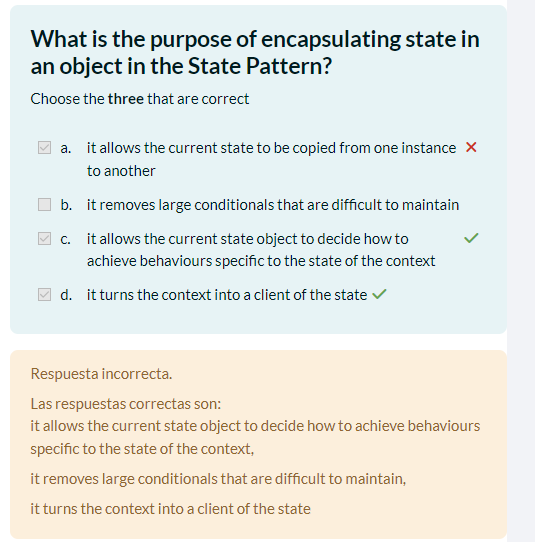 What is the purpose of encapsulating state in
an object in the State Pattern?
Choose the three that are correct
a. it allows the current state to be copied from one instance
to another
b. it removes large conditionals that are difficult to maintain
c. it allows the current state object to decide how to
achieve behaviours specific to the state of the context
d. it turns the context into a client of the state
Respuesta incorrecta.
Las respuestas correctas son:
it allows the current state object to decide how to achieve behaviours
specific to the state of the context,
it removes large conditionals that are difficult to maintain,
it turns the context into a client of the state